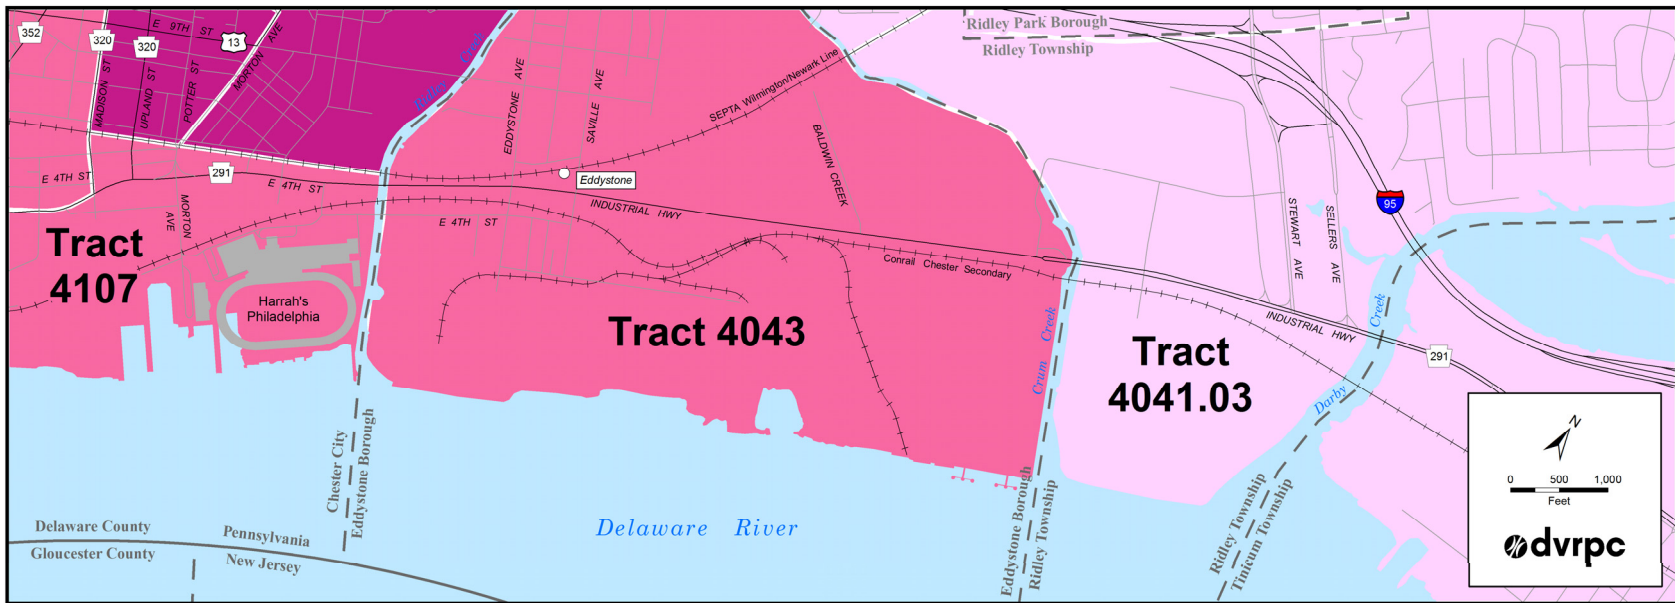 352
E 9TH ST
320
320
13
MORTON AVE
MADISON ST
UPLAND ST
POTTER ST
Ridley Creek
EDDYSTONE AVE
SAVILLE AVE
SEPTA Wilmington/Newark Line
BALDWIN CREEK
Ridley Park Borough
Ridley Township
E 4TH ST
291
E 4TH ST
MORTON AVE
Eddystone
INDUSTRIAL HWY
E 4TH ST
Conrail Chester Secondary
STEWART AVE
SELLERS AVE
95
Tract
4107
Harrah's
Philadelphia
Tract 4043
Crum Creek
Tract
4041.03
INDUSTRIAL HWY
291
Darby Creek
Chester City
Eddystone Borough
Eddystone Borough
Ridley Township
Ridley Township
Tinicum Township
Delaware County
Gloucester County
Pennsylvania
New Jersey
Delaware River
N
0 500 1,000
Feet
dvrpc